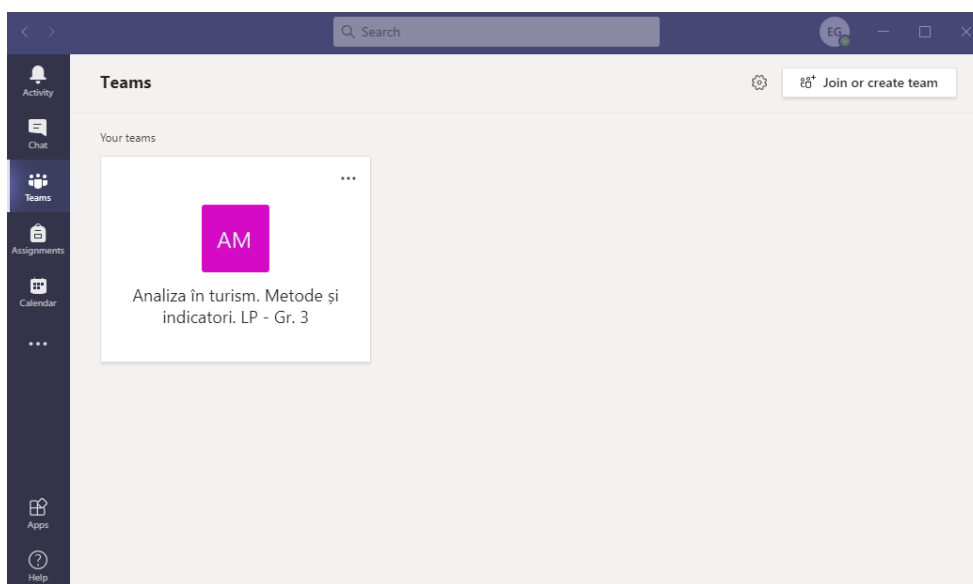 Search
EG
Activity
Chat
Teams
Assignments
Calendar
Apps
Help
Teams
Join or create team
Your teams
AM
Analiza în turism. Metode și
indicatori. LP - Gr. 3